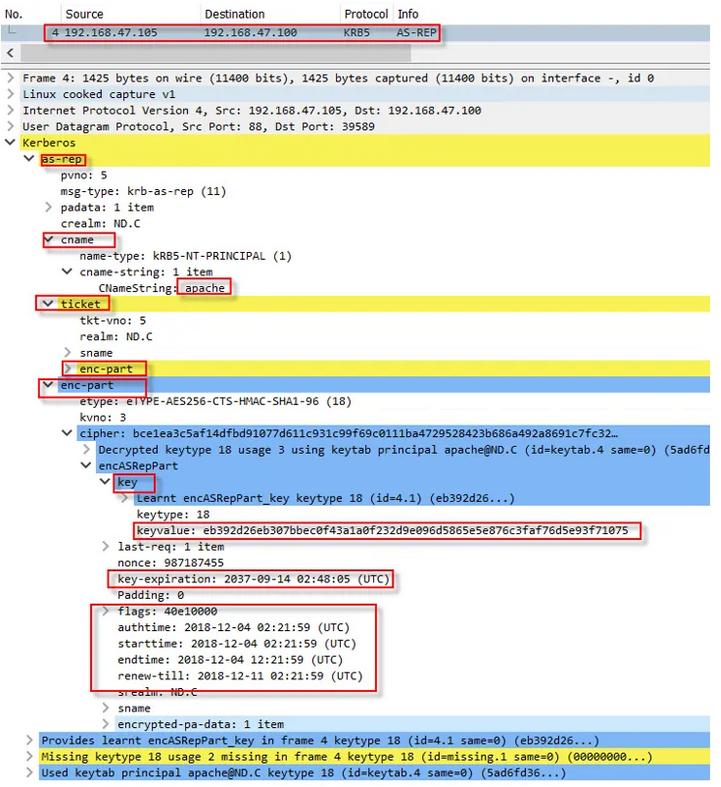 No. Source Destination Protocol Info
4 192.168.47.105 192.168.47.100 KRB5 AS-REP
Frame 4: 1425 bytes on wire (11400 bits), 1425 bytes captured (11400 bits) on interface -, id 0
Linux cooked capture v1
Internet Protocol Version 4, Src: 192.168.47.105, Dst: 192.168.47.100
User Datagram Protocol, Src Port: 88, Dst Port: 39589
Kerberos
as-rep
pvno: 5
msg-type: krb-as-rep (11)
padata: 1 item
crealm: ND.C
cname
name-type: kRB5-NT-PRINCIPAL (1)
cname-string: 1 item
CNameString: apache
ticket
tkt-vno: 5
realm: ND.C
sname
enc-part
enc-part
etype: eTYPE-AES256-CTS-HMAC-SHA1-96 (18)
kvno: 3
cipher: bce1ea3c5af14dfbd91077d611c931c99f69c0111ba4729528423b686a492a8691c7fc32…
Decrypted keytype 18 usage 3 using keytab principal apache@ND.C (id=keytab.4 same=0) (5ad6fd
encASRepPart
key
Learnt encASRepPart_key keytype 18 (id=4.1) (eb392d26...)
keytype: 18
keyvalue: eb392d26eb307bbec0f43a1a0f232d9e096d5865e5e876c3faf76d5e93f71075
last-req: 1 item
nonce: 987187455
key-expiration: 2037-09-14 02:48:05 (UTC)
Padding: 0
flags: 40e10000
authtime: 2018-12-04 02:21:59 (UTC)
starttime: 2018-12-04 02:21:59 (UTC)
endtime: 2018-12-04 12:21:59 (UTC)
renew-till: 2018-12-11 02:21:59 (UTC)
srealm: ND.C
sname
encrypted-pa-data: 1 item
Provides learnt encASRepPart_key in frame 4 keytype 18 (id=4.1 same=0) (eb392d26...)
Missing keytype 18 usage 2 missing in frame 4 keytype 18 (id=missing.1 same=0) (00000000...)
Used keytab principal apache@ND.C keytype 18 (id=keytab.4 same=0) (5ad6fd36...)